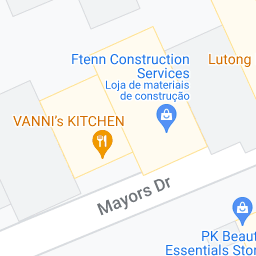 Ftenn Construction
Services
Loja de materiais
de construção
Lutong
VANNI's KITCHEN
Mayors Dr
PK Beaut
Essentials Stor